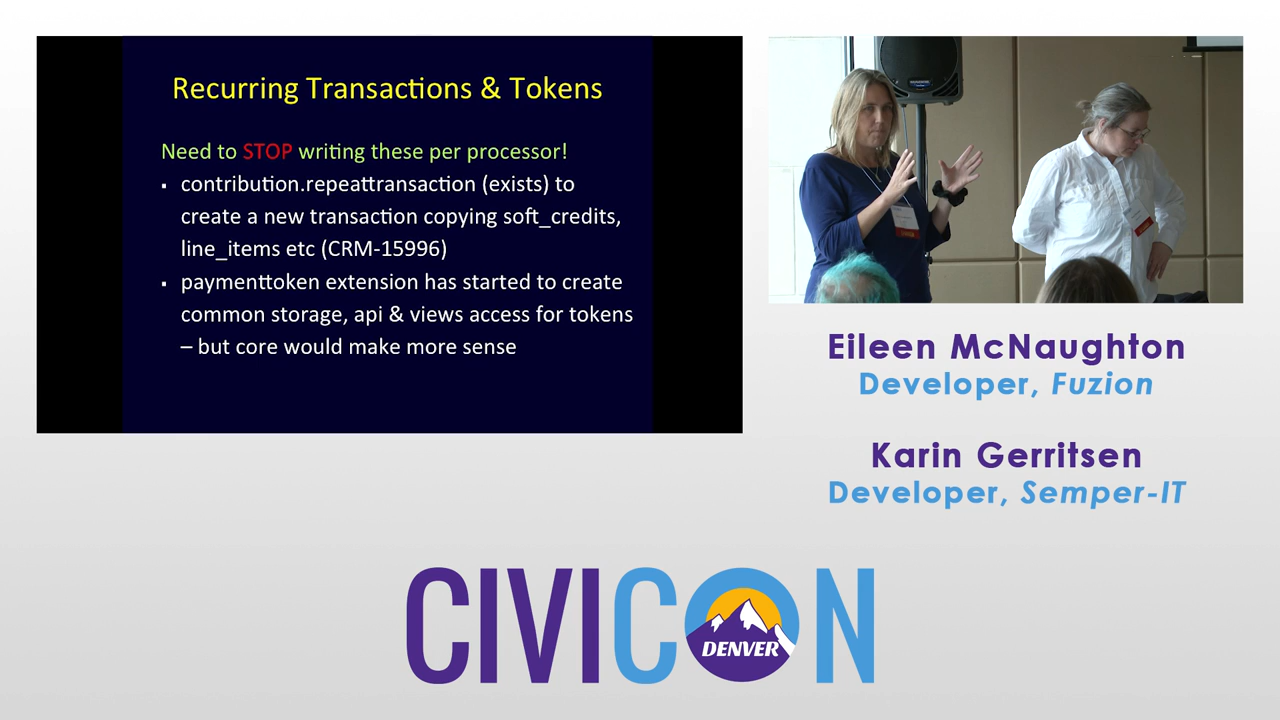 Recurring Transactions & Tokens
Need to STOP writing these per processor!
▪ contribution.repeattransaction (exists) to
create a new transaction copying soft_credits,
line_items etc (CRM-15996)
▪ paymenttoken extension has started to create
common storage, api & views access for tokens
– but core would make more sense
Eileen McNaughton
Developer, Fuzion
Karin Gerritsen
Developer, Semper-IT
CIVICON
DENVER